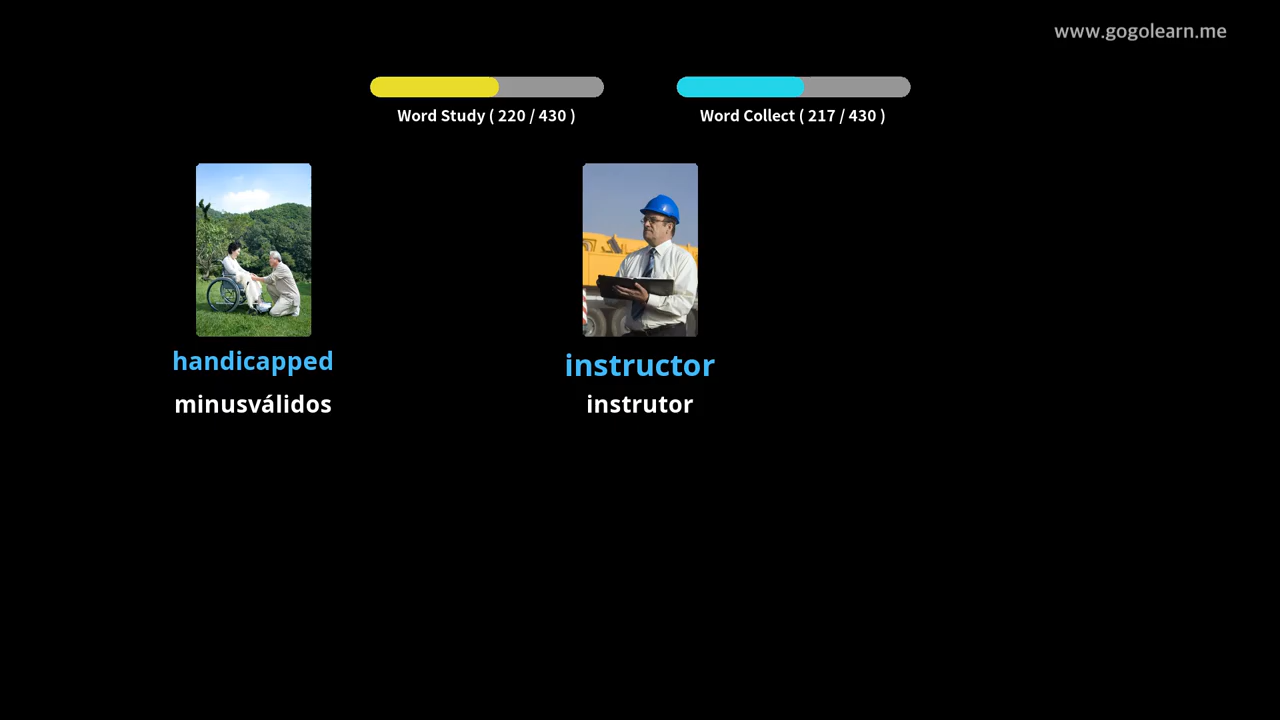 www.gogolearn.me
Word Study ( 220 / 430 )
Word Collect ( 217 / 430 )
handicapped
minusválidos
instructor
instrutor